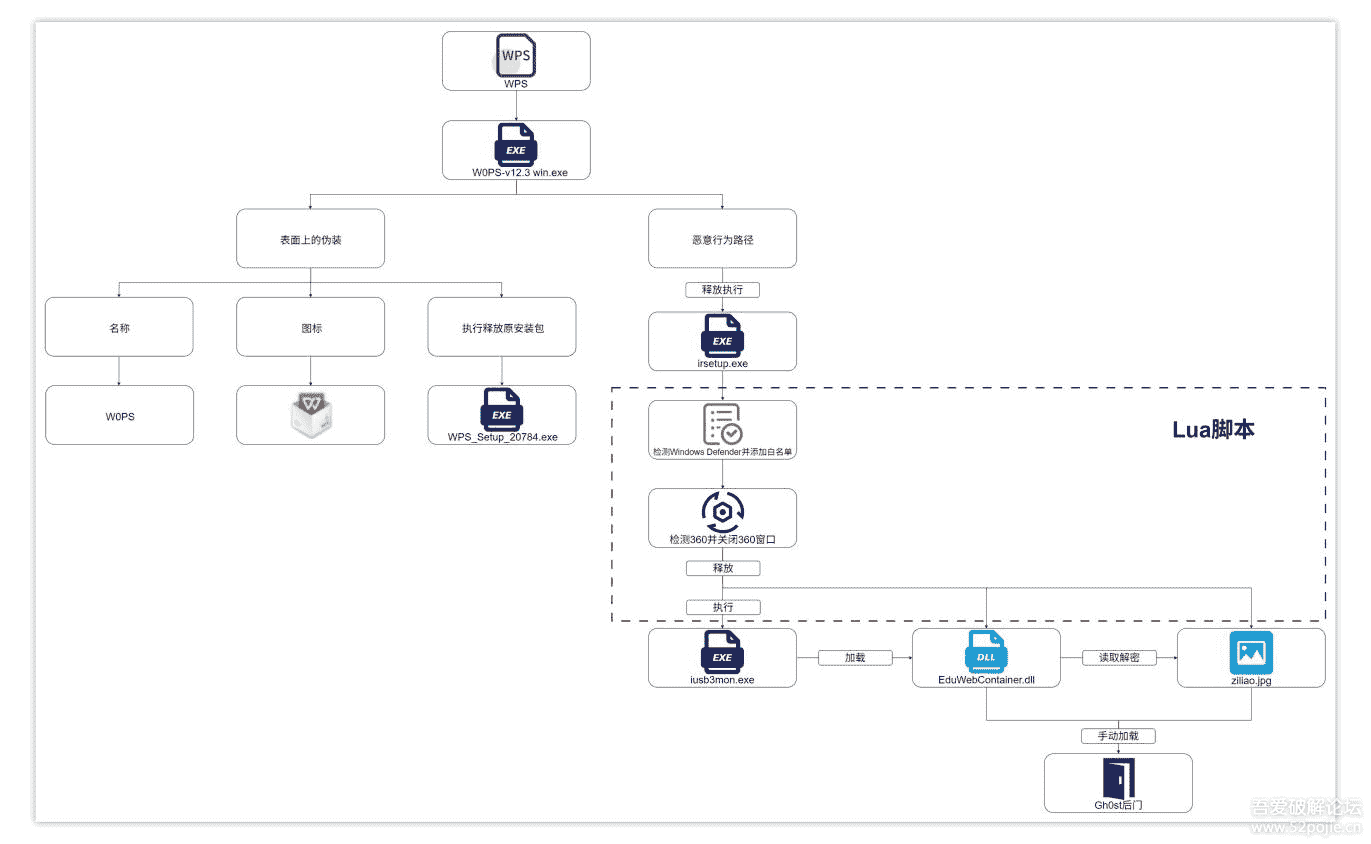 WPS
WPS
EXE
W0PS-v12.3 win.exe
表面上的伪装
恶意行为路径
释放执行
名称
图标
执行释放原安装包
EXE
irsetup.exe
W0PS
EXE
WPS_Setup_20784.exe
检测Windows Defender并添加白名单
Lua脚本
检测360并关闭360窗口
释放
执行
EXE
iusb3mon.exe
加载
DLL
EduWebContainer.dll
读取解密
ziliao.jpg
手动加载
Gh0st后门
吾爱破解论坛
www.52pojie.cn